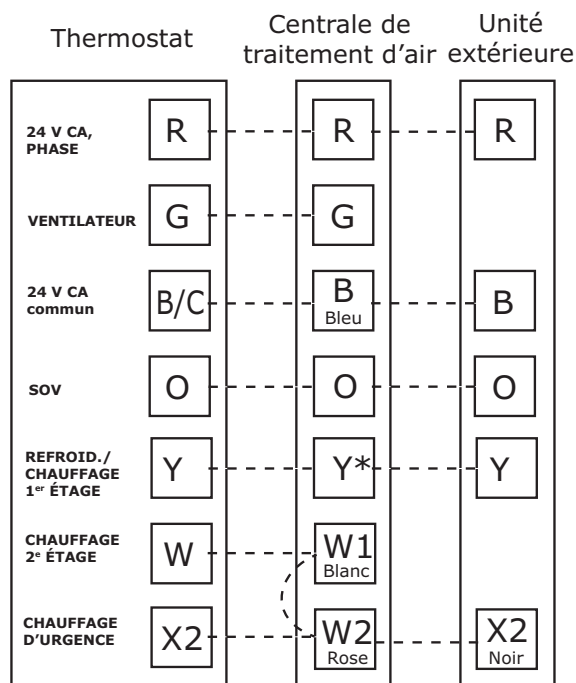 Thermostat
Centrale de
traitement d’air
Unité
extérieure
24 V CA,
PHASE
R
R
R
VENTILATEUR
G
G
24 V CA
commun
B/C
B
Bleu
B
SOV
O
O
O
REFROID./
CHAUFFAGE
1er ÉTAGE
Y
Y*
Y
CHAUFFAGE
2e ÉTAGE
W
W1
Blanc
CHAUFFAGE
D’URGENCE
X2
W2
Rose
X2
Noir